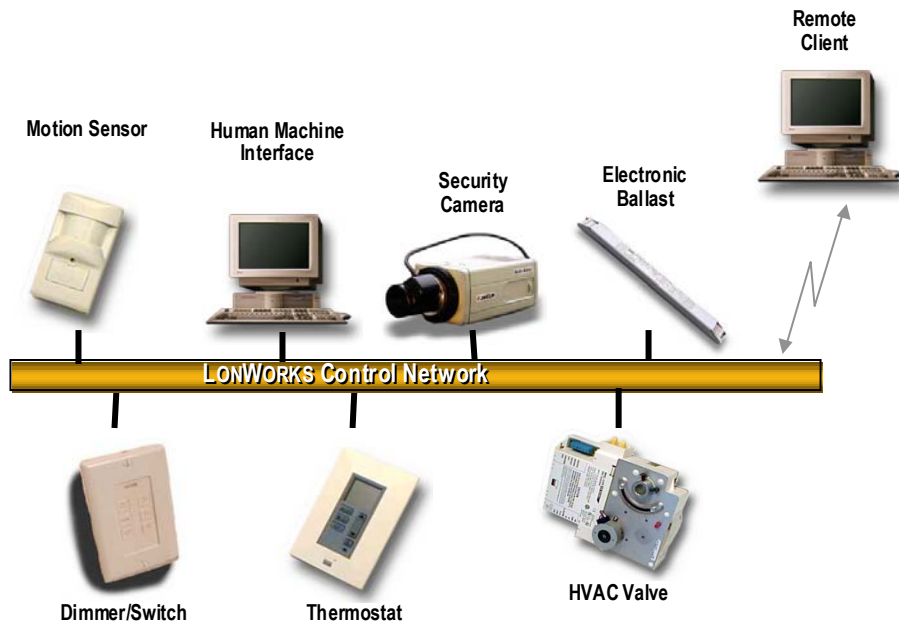 Remote
Client
Motion Sensor
Human Machine
Interface
Security
Camera
Electronic
Ballast
LONWORKS Control Network
Dimmer/Switch
Thermostat
HVAC Valve